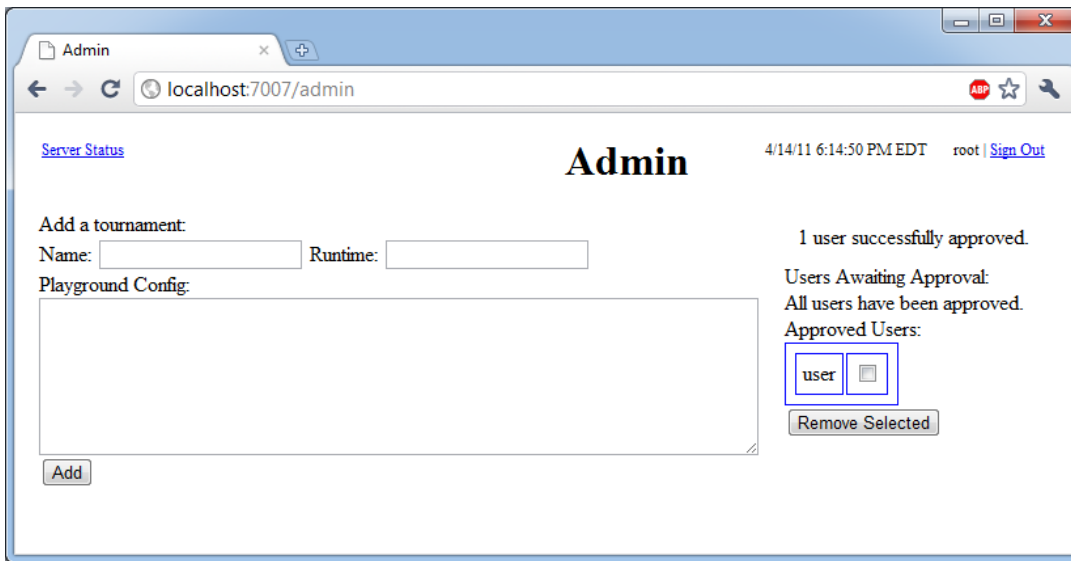 Admin
localhost:7007/admin
ABP
Server Status
Admin
4/14/11 6:14:50 PM EDT root | Sign Out
Add a tournament:
Name: Runtime:
Playground Config:
Add
1 user successfully approved.
Users Awaiting Approval:
All users have been approved.
Approved Users:
user
Remove Selected